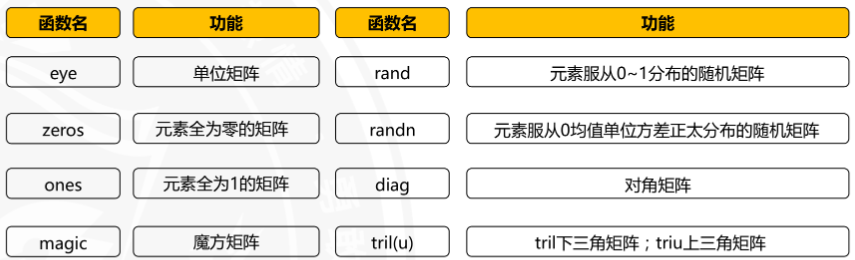 函数名 功能 函数名 功能
eye 单位矩阵 rand 元素服从0~1分布的随机矩阵
zeros 元素全为零的矩阵 randn 元素服从0均值单位方差正太分布的随机矩阵
ones 元素全为1的矩阵 diag 对角矩阵
magic 魔方矩阵 tril(u) tril下三角矩阵；triu上三角矩阵